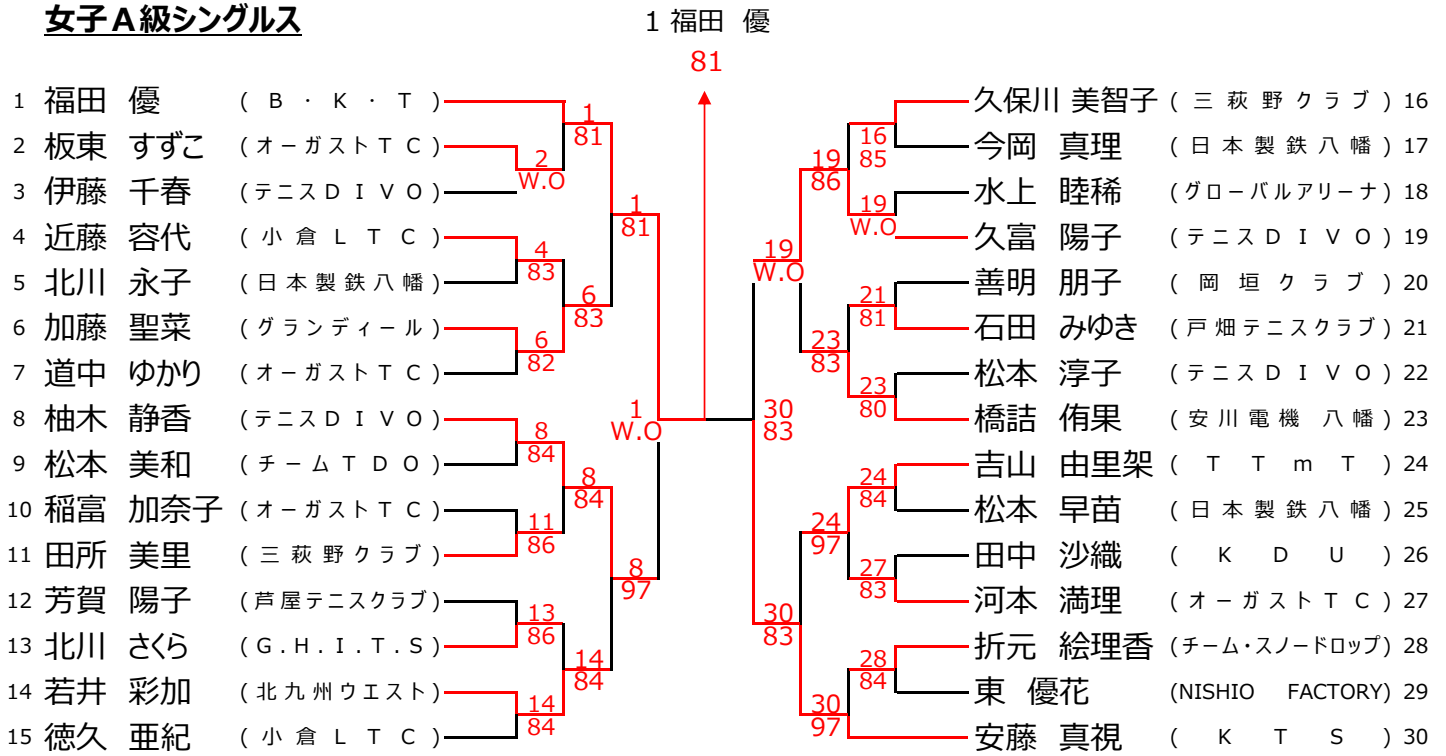 女子Ａ級シングルス
1 福田 優
81
1 福田 優 ( B ・ K ・ T )
2 板東 すずこ (オーガストＴＣ)
3 伊藤 千春 (テニスＤＩＶＯ)
4 近藤 容代 (小倉ＬＴＣ)
5 北川 永子 (日本製鉄八幡)
6 加藤 聖菜 (グランディール)
7 道中 ゆかり (オーガストＴＣ)
8 柚木 静香 (テニスＤＩＶＯ)
9 松本 美和 (チームＴＤＯ)
10 稲富 加奈子 (オーガストＴＣ)
11 田所 美里 (三萩野クラブ)
12 芳賀 陽子 (芦屋テニスクラブ)
13 北川 さくら (G.H.I.T.S)
14 若井 彩加 (北九州ウエスト)
15 徳久 亜紀 (小倉ＬＴＣ)
2
W.O
4
83
6
82
8
84
11
86
13
86
14
84
1
81
6
83
8
84
14
84
1
81
8
97
1
W.O
30
83
19
W.O
30
83
19
86
23
83
24
97
30
97
16
85
19
W.O
21
81
23
80
24
84
27
83
28
84
久保川 美智子 (三萩野クラブ) 16
今岡 真理 (日本製鉄八幡) 17
水上 睦稀 (グローバルアリーナ) 18
久富 陽子 (テニスＤＩＶＯ) 19
善明 朋子 (岡垣クラブ) 20
石田 みゆき (戸畑テニスクラブ) 21
松本 淳子 (テニスＤＩＶＯ) 22
橋詰 侑果 (安川電機 八幡) 23
吉山 由里架 (ＴＴｍＴ) 24
松本 早苗 (日本製鉄八幡) 25
田中 沙織 (ＫＤＵ) 26
河本 満理 (オーガストＴＣ) 27
折元 絵理香 (チーム・スノードロップ) 28
東 優花 (NISHIO FACTORY) 29
安藤 真視 (ＫＴＳ) 30